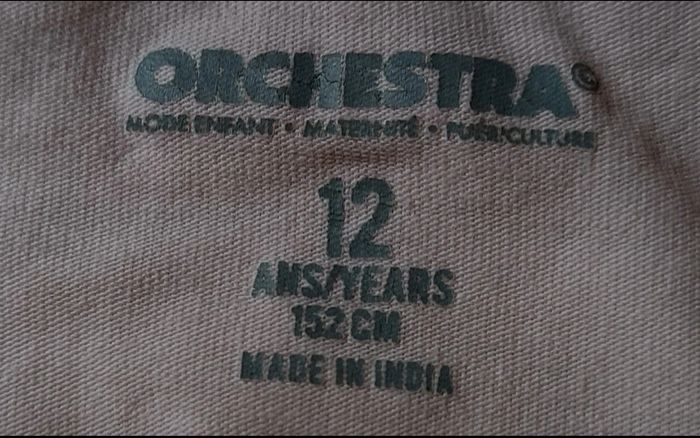 ORCHESTRA©
MODE ENFANT • MATERNITÉ • PUÉRICULTURE
12
ANS/YEARS
152 CM
MADE IN INDIA